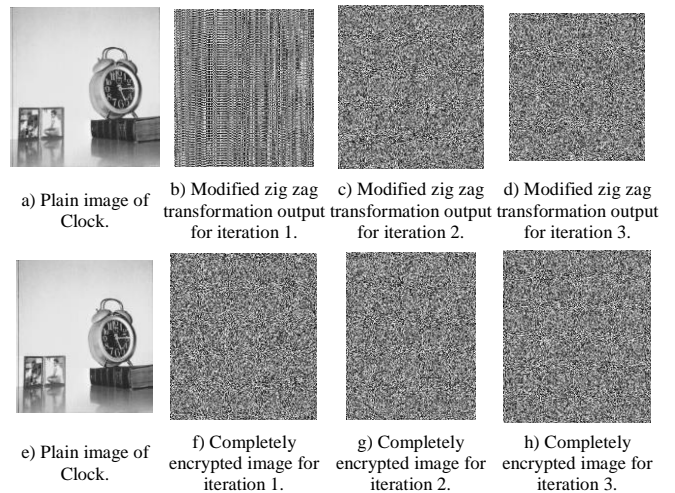 a) Plain image of
Clock.
b) Modified zig zag
transformation output
for iteration 1.
c) Modified zig zag
transformation output
for iteration 2.
d) Modified zig zag
transformation output
for iteration 3.
e) Plain image of
Clock.
f) Completely
encrypted image for
iteration 1.
g) Completely
encrypted image for
iteration 2.
h) Completely
encrypted image for
iteration 3.